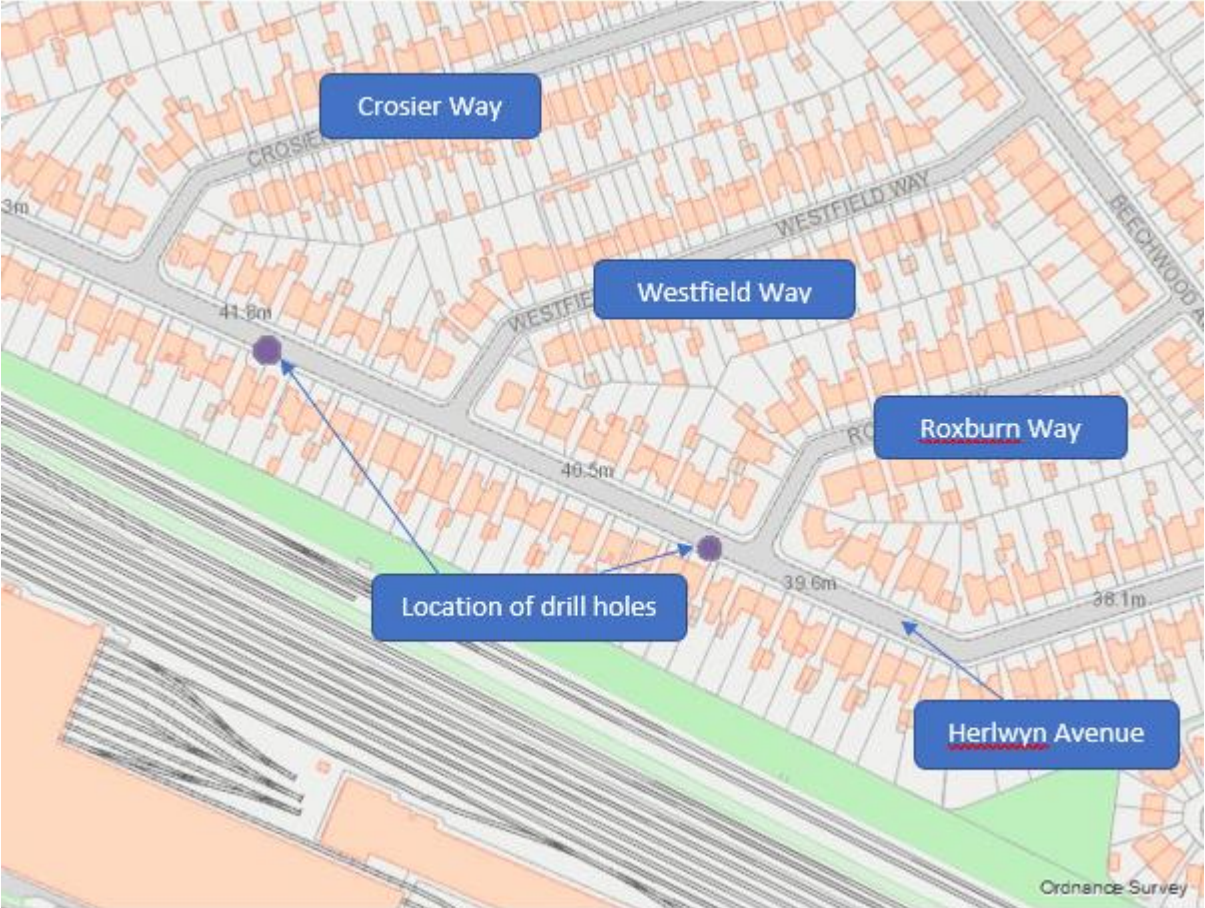 Crosier Way
CROSIE
3m
WESTFIELD WAY
BEECHWOOD A
Westfield Way
41.8m
WESTFIE
Roxburn Way
RO
40.5m
39.6m
38.1m
Location of drill holes
Herlwyn Avenue
Ordnance Survey